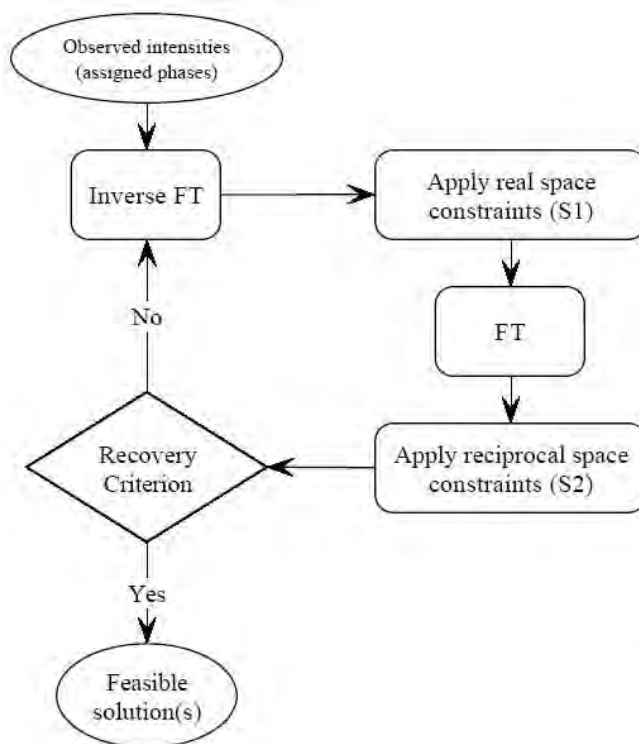 Observed intensities
(assigned phases)
Inverse FT
Apply real space
constraints (S1)
FT
Apply reciprocal space
constraints (S2)
Recovery
Criterion
No
Yes
Feasible
solution(s)